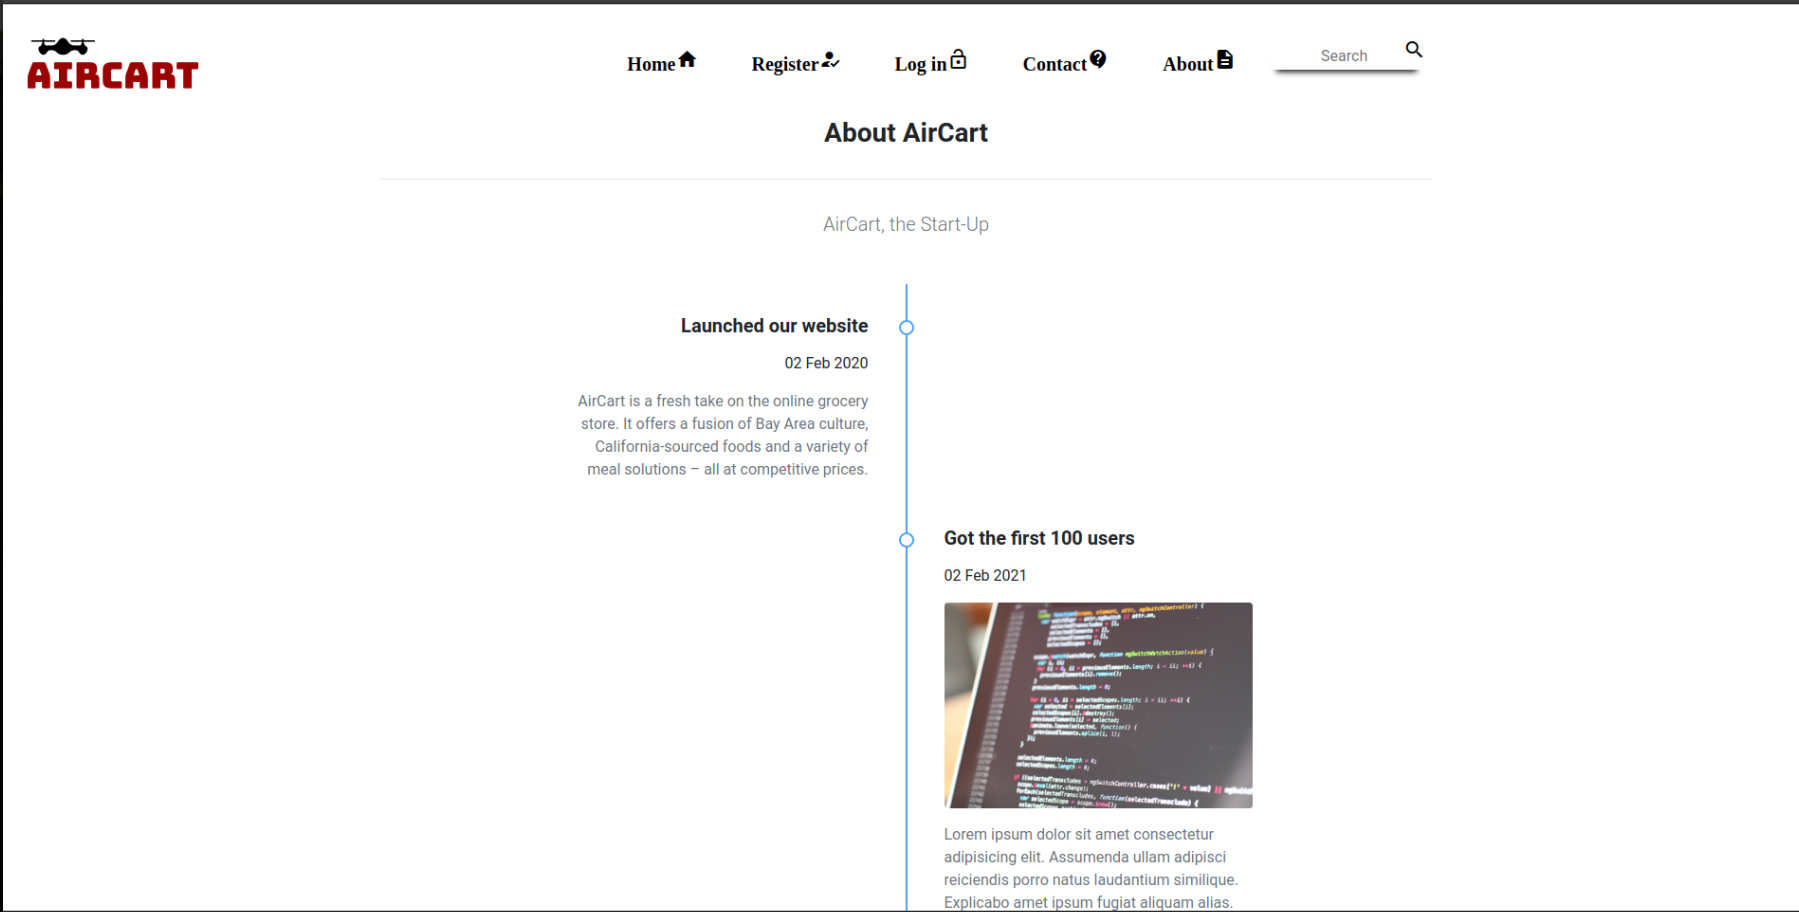 AIRCART
Home
Register
Log in
Contact
About
Search
About AirCart
AirCart, the Start-Up
Launched our website
02 Feb 2020
AirCart is a fresh take on the online grocery
store. It offers a fusion of Bay Area culture,
California-sourced foods and a variety of
meal solutions – all at competitive prices.
Got the first 100 users
02 Feb 2021
Lorem ipsum dolor sit amet consectetur
adipisicing elit. Assumenda ullam adipisci
reiciendis porro natus laudantium similique.
Explicabo amet ipsum fugiat aliquam alias.